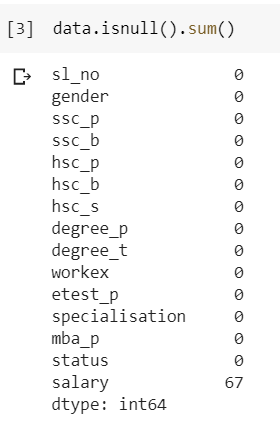 [3] data.isnull().sum()
sl_no 0
gender 0
ssc_p 0
ssc_b 0
hsc_p 0
hsc_b 0
hsc_s 0
degree_p 0
degree_t 0
workex 0
etest_p 0
specialisation 0
mba_p 0
status 0
salary 67
dtype: int64